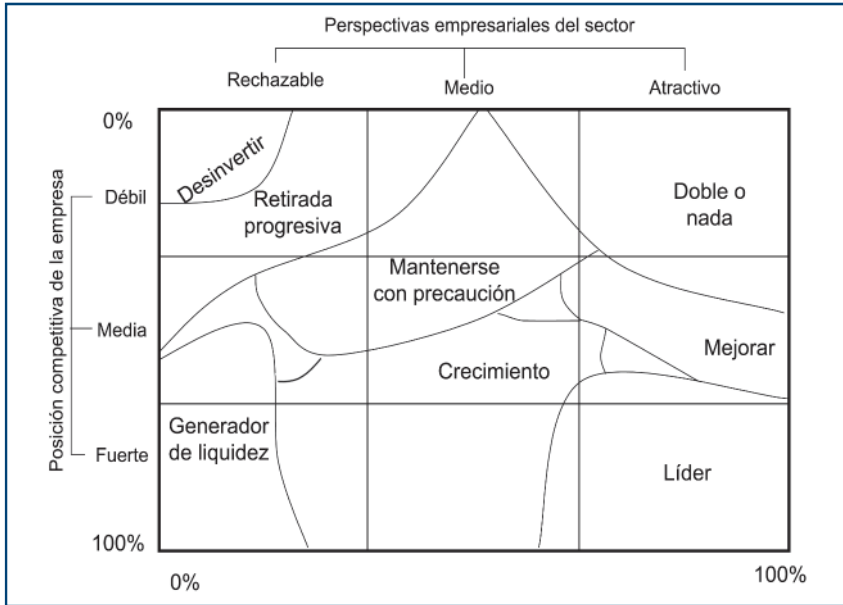 Perspectivas empresariales del sector
Rechazable
Medio
Atractivo
0%
Desinvertir
Débil
Retirada
progresiva
Doble o
nada
Posición competitiva de la empresa
Mantenerse
con precaución
Media
Mejorar
Crecimiento
Generador
de liquidez
Fuerte
Líder
100%
0%
100%